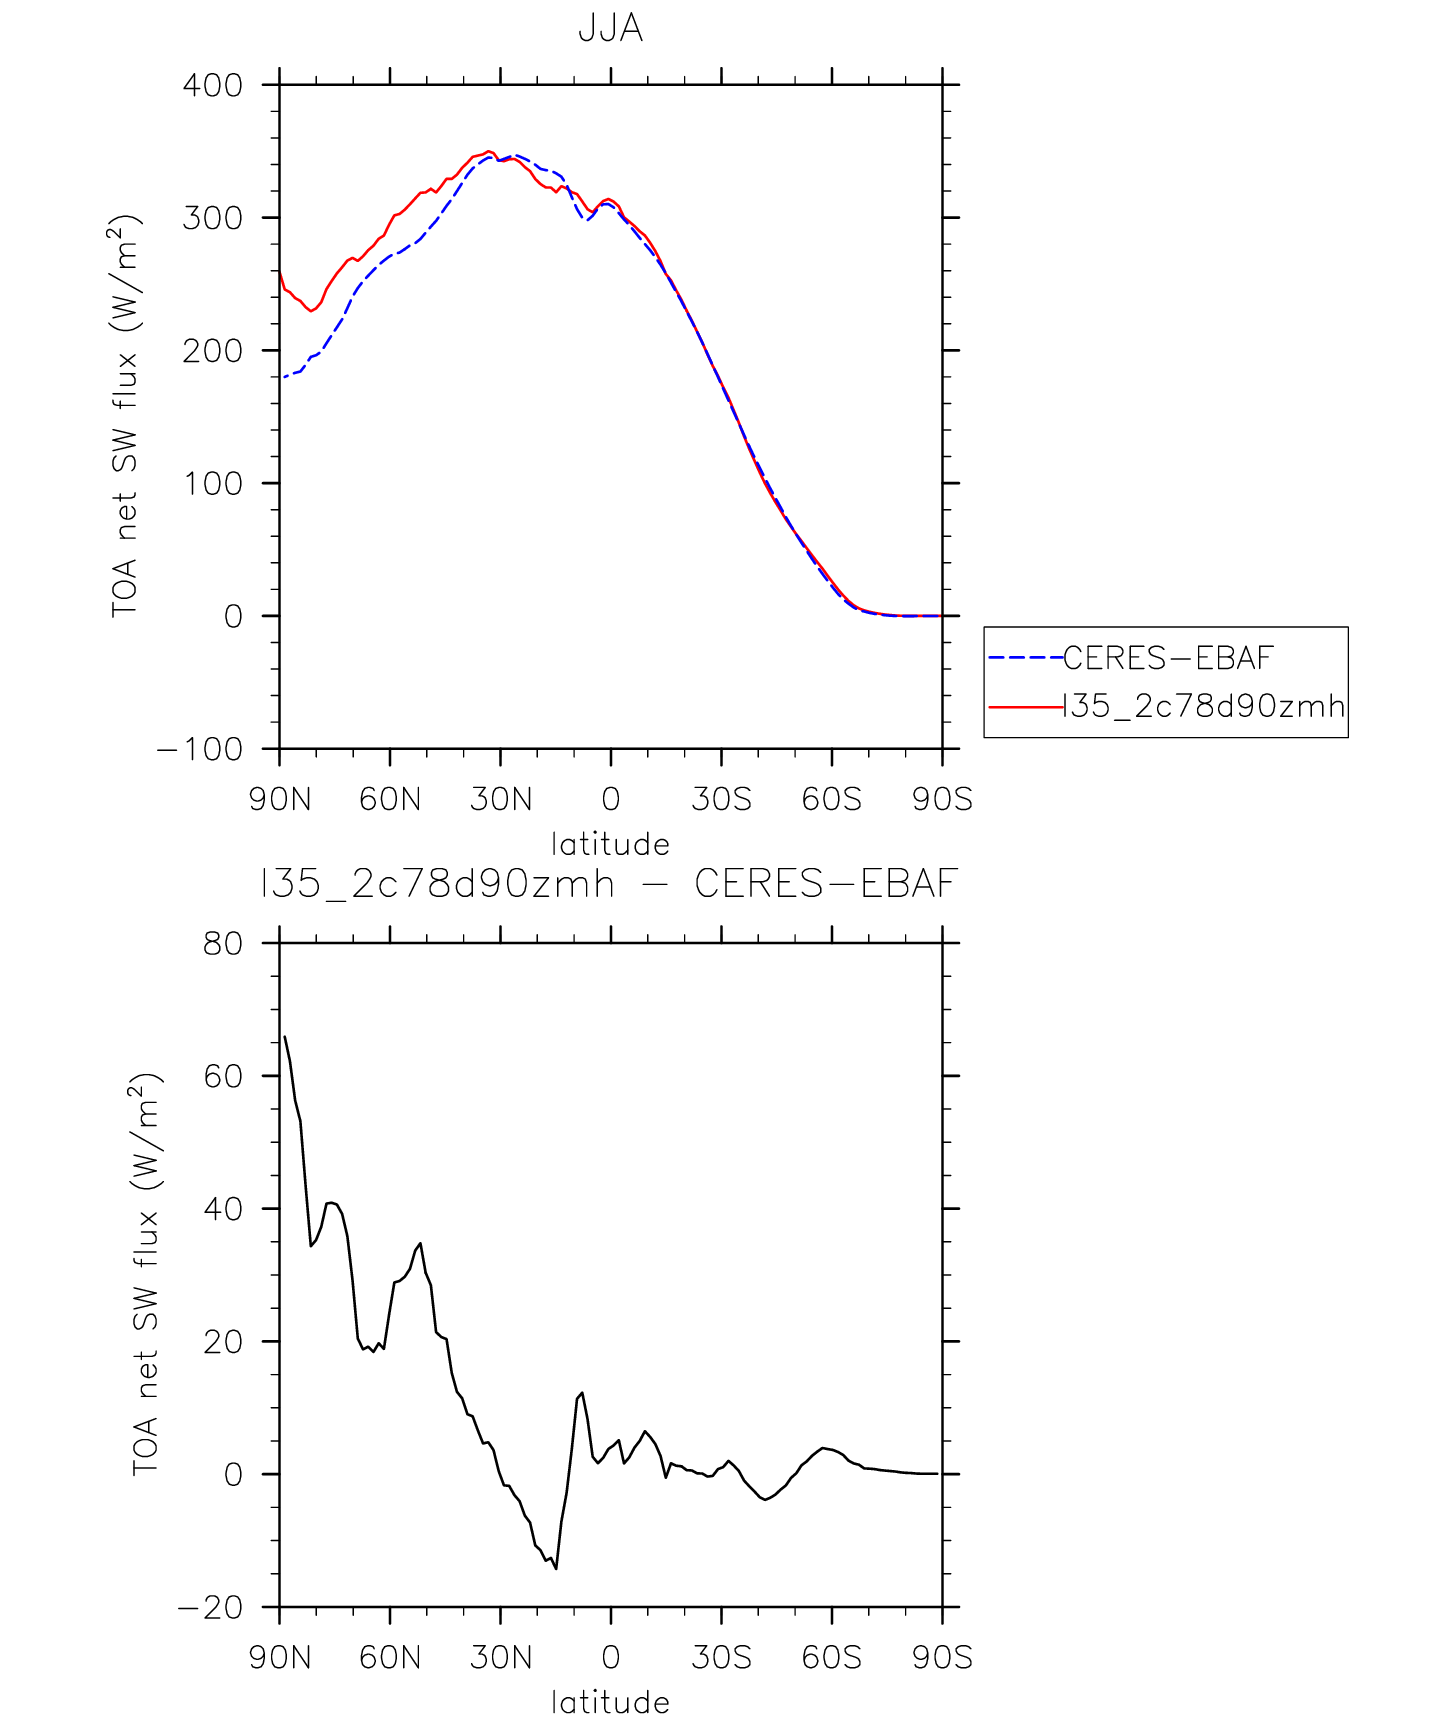 JJA
400
300
200
100
0
-100
TOA net SW flux (W/m²)
90N 60N 30N 0 30S 60S 90S
latitude
CERES-EBAF
I35_2c78d90zmh
I35_2c78d90zmh - CERES-EBAF
80
60
40
20
0
-20
TOA net SW flux (W/m²)
90N 60N 30N 0 30S 60S 90S
latitude